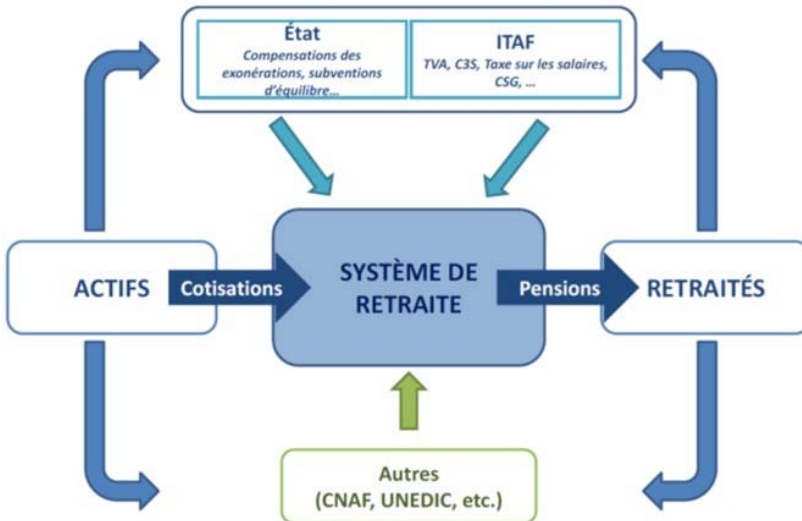 État
Compensations des
exonérations, subventions
d'équilibre...
ITAF
TVA, C3S, Taxe sur les salaires,
CSG, ...
ACTIFS
Cotisations
SYSTÈME DE
RETRAITE
Pensions
RETRAITÉS
Autres
(CNAF, UNEDIC, etc.)